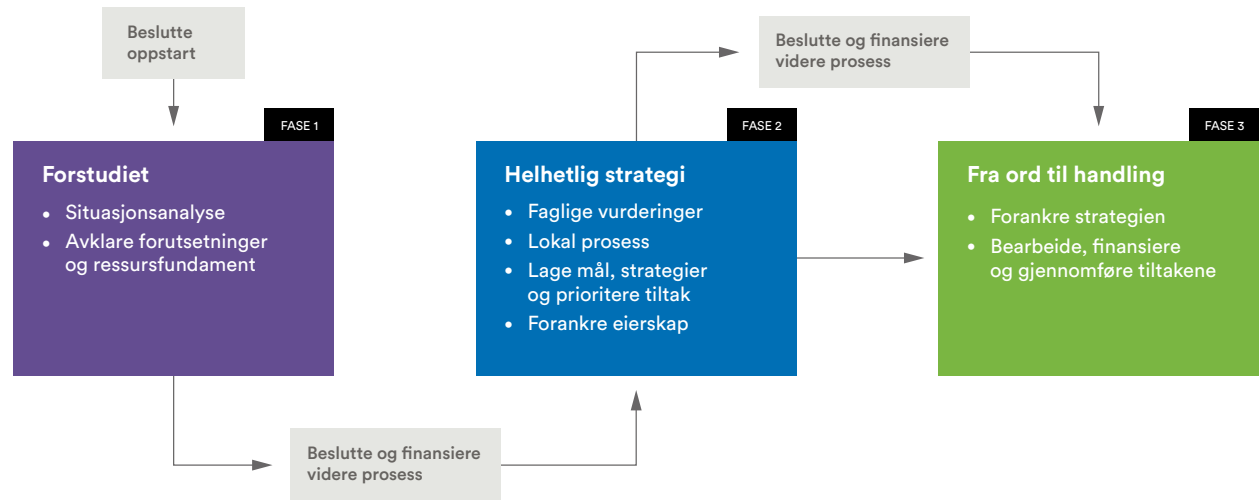 Beslutte
oppstart
FASE 1
Forstudiet
• Situasjonsanalyse
• Avklare forutsetninger
og ressursfundament
Beslutte og finansiere
videre prosess
FASE 2
Helhetlig strategi
• Faglige vurderinger
• Lokal prosess
• Lage mål, strategier
og prioritere tiltak
• Forankre eierskap
Beslutte og finansiere
videre prosess
FASE 3
Fra ord til handling
• Forankre strategien
• Bearbeide, finansiere
og gjennomføre tiltakene